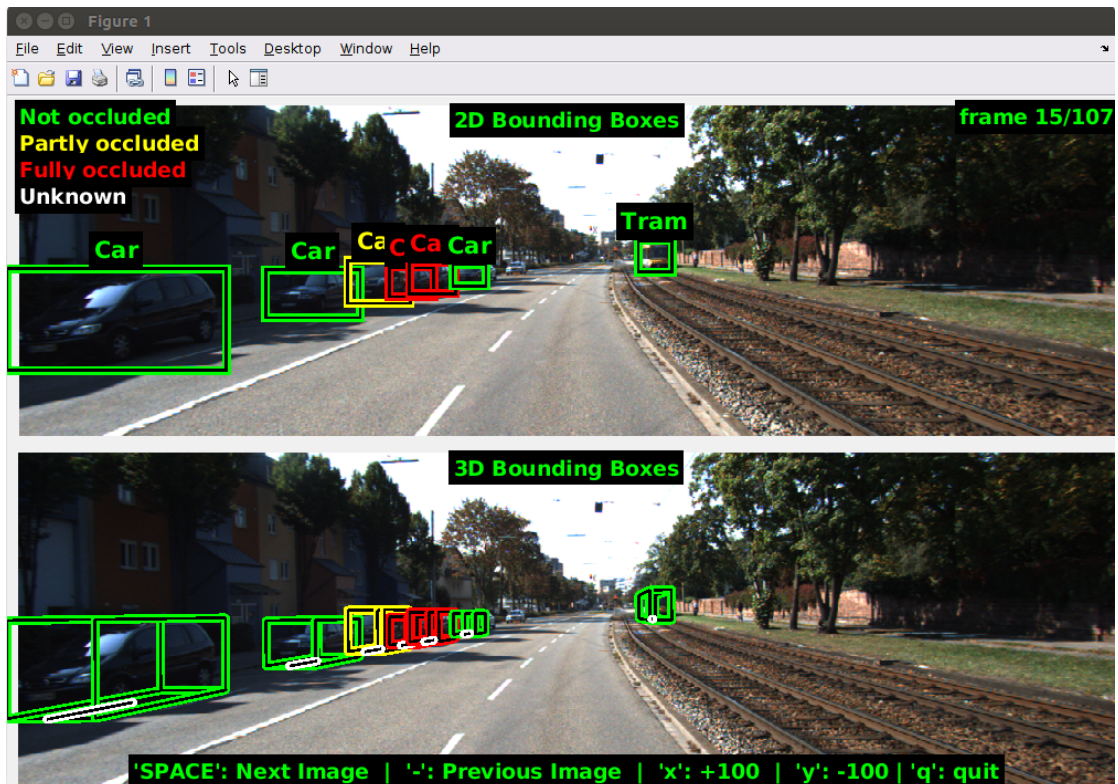 Figure 1
File Edit View Insert Tools Desktop Window Help
Not occluded
Partly occluded
Fully occluded
Unknown
2D Bounding Boxes
frame 15/107
Car
Car
Ca
C
Ca
Car
Tram
3D Bounding Boxes
'SPACE': Next Image | '-': Previous Image | 'x': +100 | 'y': -100 | 'q': quit